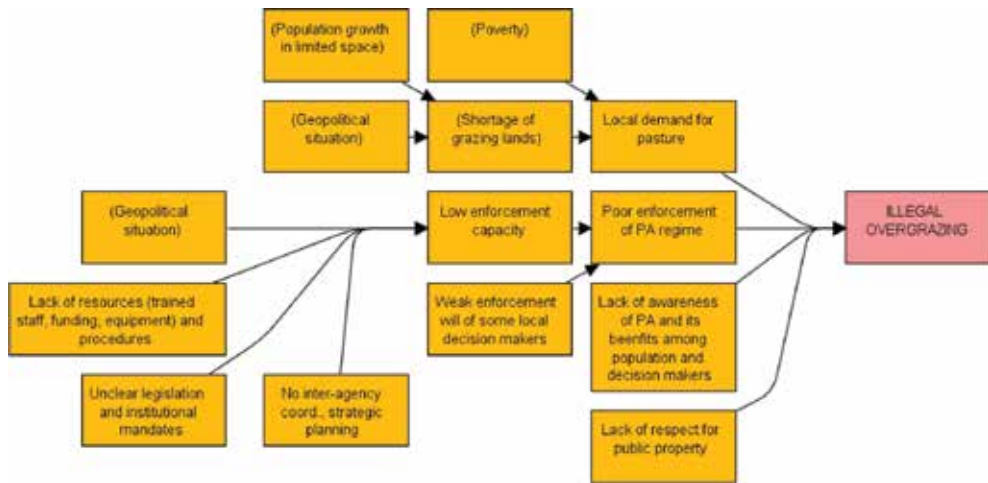 (Population growth
in limited space)
(Poverty)
(Geopolitical
situation)
(Shortage of
grazing lands)
Local demand for
pasture
(Geopolitical
situation)
Low enforcement
capacity
Poor enforcement
of PA regime
ILLEGAL
OVERGRAZING
Lack of resources (trained
staff, funding, equipment) and
procedures
Weak enforcement
will of some local
decision makers
Lack of awareness
of PA and its
beenfits among
population and
decision makers
Unclear legislation
and institutional
mandates
No inter-agency
coord., strategic
planning
Lack of respect for
public property